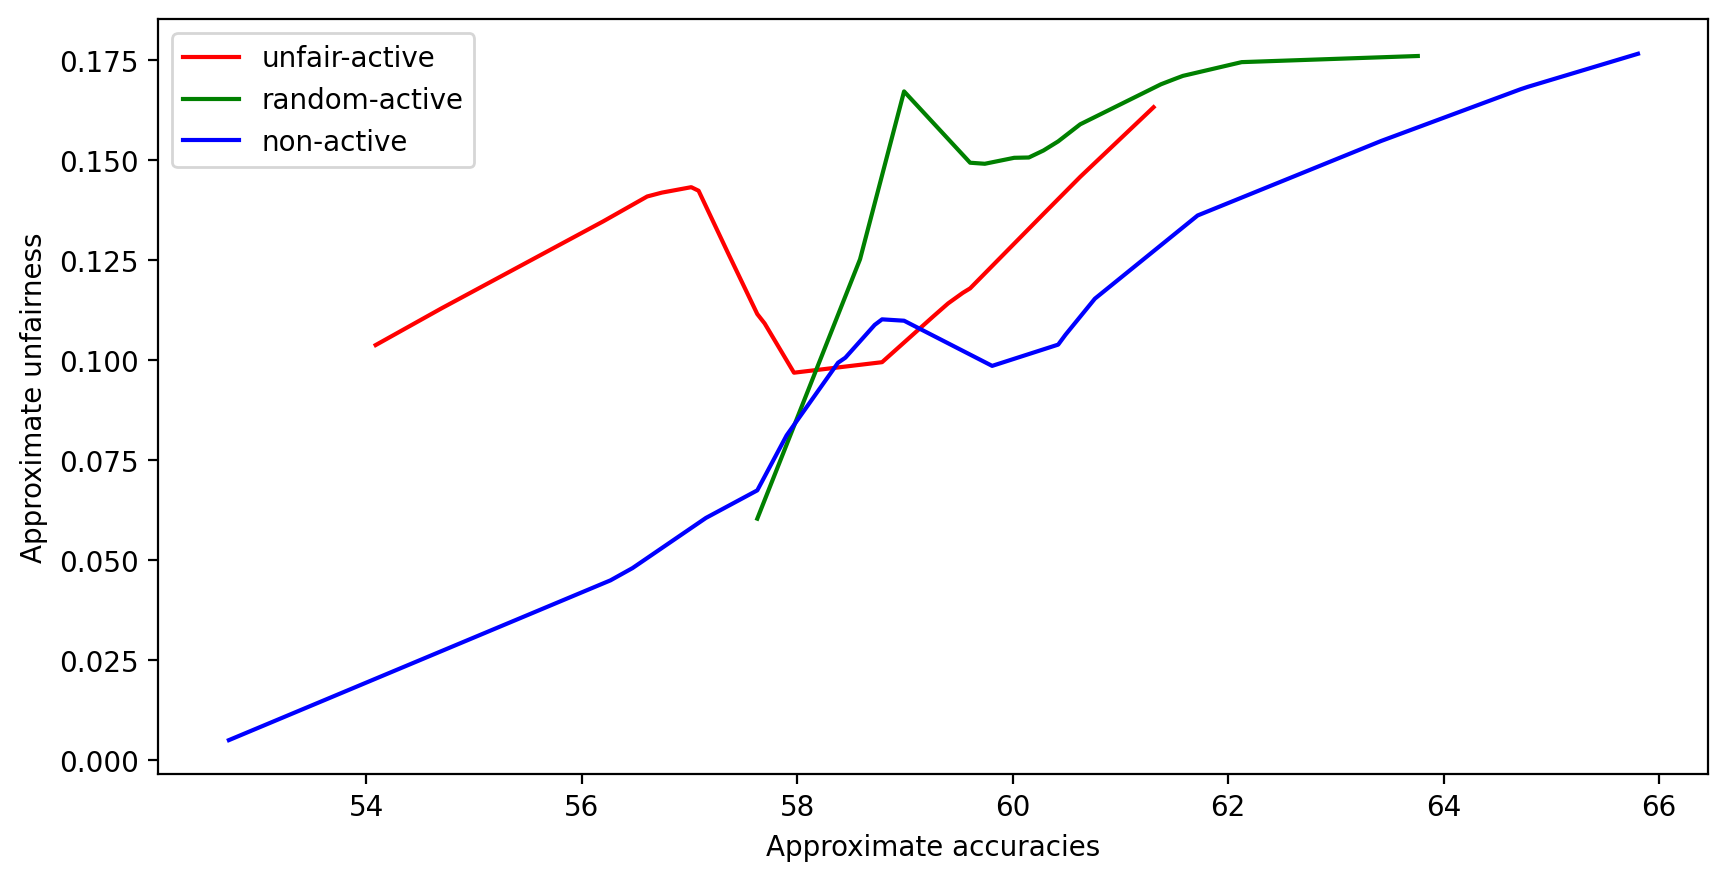 unfair-active
random-active
non-active
0.175
0.150
0.125
0.100
0.075
0.050
0.025
0.000
Approximate unfairness
54 56 58 60 62 64 66
Approximate accuracies